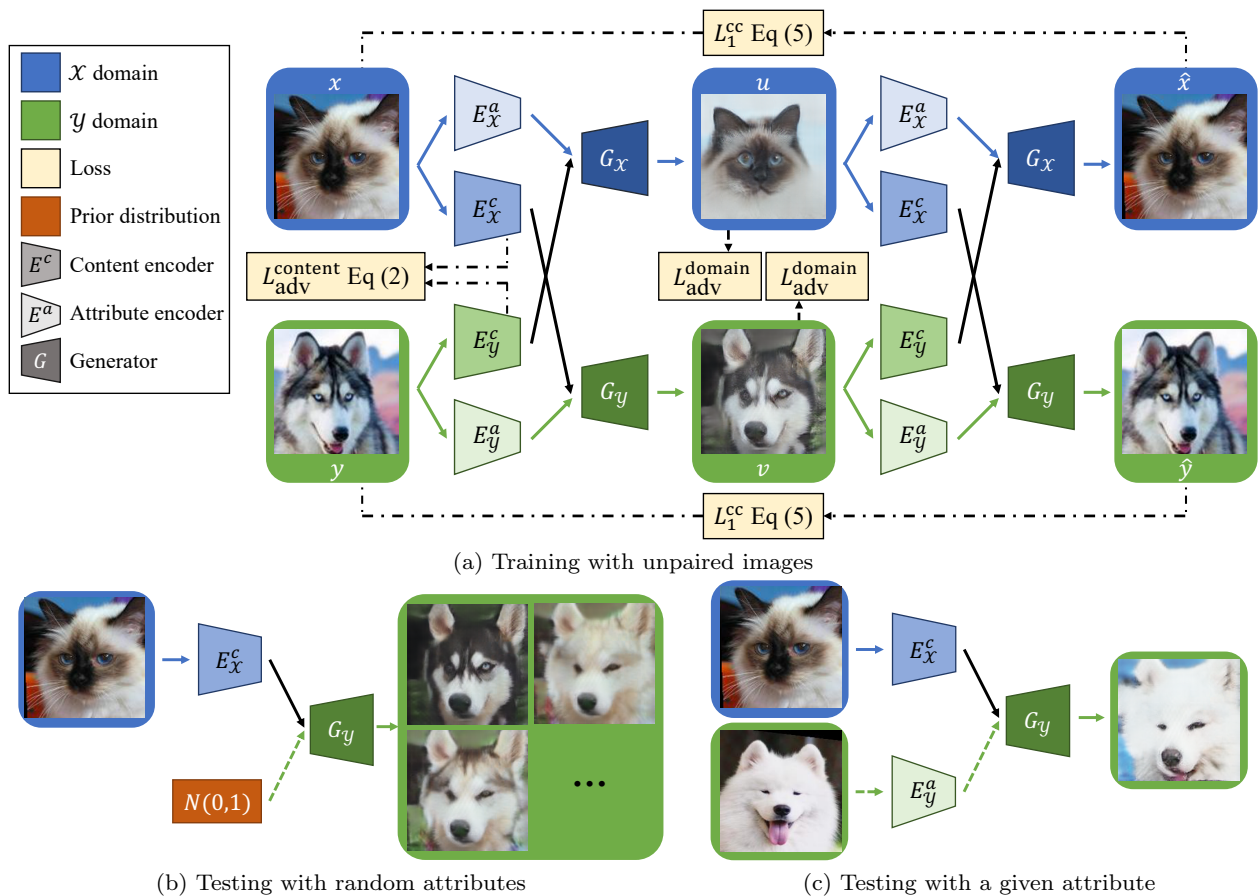 𝒳 domain
𝒴 domain
Loss
Prior distribution
E^c Content encoder
E^a Attribute encoder
G Generator
L_1^cc Eq (5)
x
u
x̂
E_𝒳^a
G_𝒳
E_𝒳^a
G_𝒳
E_𝒳^c
E_𝒳^c
L_adv^content Eq (2)
L_adv^domain
L_adv^domain
E_𝒴^c
E_𝒴^c
G_𝒴
G_𝒴
E_𝒴^a
E_𝒴^a
y
v
ŷ
L_1^cc Eq (5)
(a) Training with unpaired images
E_𝒳^c
G_𝒴
N(0,1)
...
(b) Testing with random attributes
E_𝒳^c
G_𝒴
E_𝒴^a
(c) Testing with a given attribute